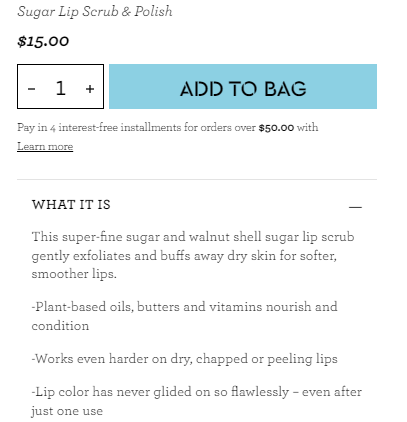 Sugar Lip Scrub & Polish
$15.00
- 1 + ADD TO BAG
Pay in 4 interest-free installments for orders over $50.00 with
Learn more
WHAT IT IS —
This super-fine sugar and walnut shell sugar lip scrub
gently exfoliates and buffs away dry skin for softer,
smoother lips.
-Plant-based oils, butters and vitamins nourish and
condition
-Works even harder on dry, chapped or peeling lips
-Lip color has never glided on so flawlessly – even after
just one use